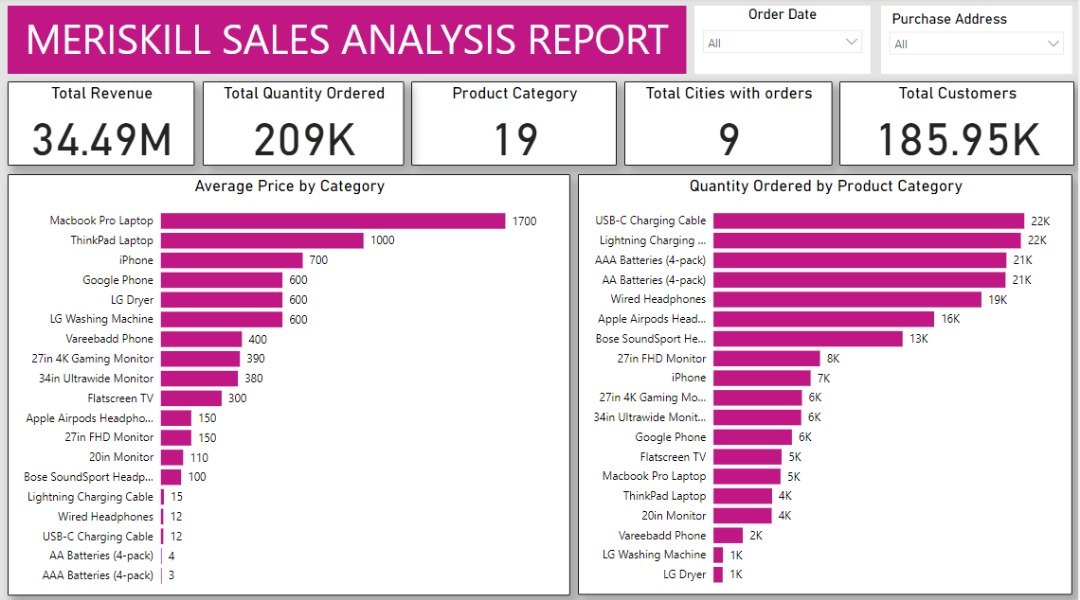 MERISKILL SALES ANALYSIS REPORT
Order Date
All
Purchase Address
All
Total Revenue
34.49M
Total Quantity Ordered
209K
Product Category
19
Total Cities with orders
9
Total Customers
185.95K
Average Price by Category
Macbook Pro Laptop 1700
ThinkPad Laptop 1000
iPhone 700
Google Phone 600
LG Dryer 600
LG Washing Machine 600
Vareebadd Phone 400
27in 4K Gaming Monitor 390
34in Ultrawide Monitor 380
Flatscreen TV 300
Apple Airpods Headpho... 150
27in FHD Monitor 150
20in Monitor 110
Bose SoundSport Headp... 100
Lightning Charging Cable 15
Wired Headphones 12
USB-C Charging Cable 12
AA Batteries (4-pack) 4
AAA Batteries (4-pack) 3
Quantity Ordered by Product Category
USB-C Charging Cable 22K
Lightning Charging ... 22K
AAA Batteries (4-pack) 21K
AA Batteries (4-pack) 21K
Wired Headphones 19K
Apple Airpods Head... 16K
Bose SoundSport He... 13K
27in FHD Monitor 8K
iPhone 7K
27in 4K Gaming Mo... 6K
34in Ultrawide Monit... 6K
Google Phone 6K
Flatscreen TV 5K
Macbook Pro Laptop 5K
ThinkPad Laptop 4K
20in Monitor 4K
Vareebadd Phone 2K
LG Washing Machine 1K
LG Dryer 1K